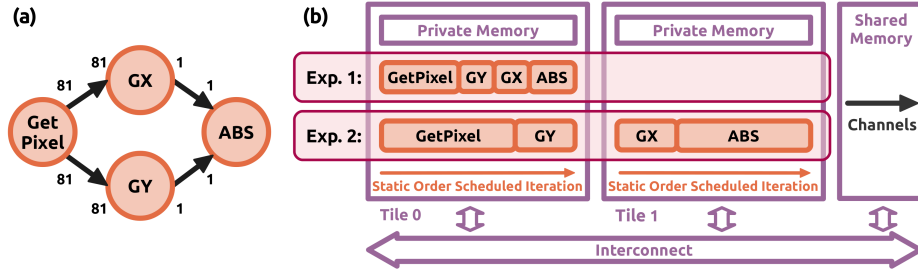 (a)
81
GX
1
81
1
Get
Pixel
ABS
81
1
81
GY
1
(b)
Private Memory
Private Memory
Shared
Memory
Exp. 1:
GetPixel
GY
GX
ABS
Exp. 2:
GetPixel
GY
GX
ABS
Channels
Static Order Scheduled Iteration
Static Order Scheduled Iteration
Tile 0
Tile 1
Interconnect